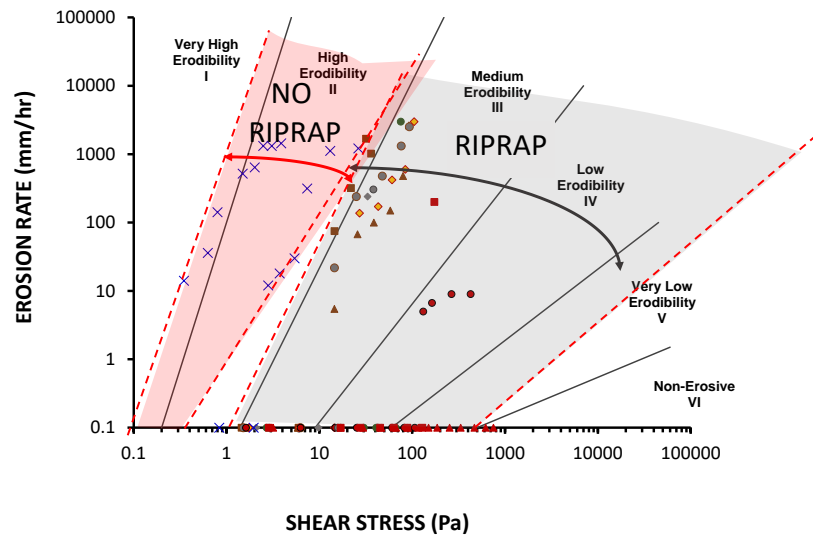 100000
10000
1000
100
10
1
0.1
EROSION RATE (mm/hr)
Very High
Erodibility
I
High
Erodibility
II
NO
RIPRAP
Medium
Erodibility
III
RIPRAP
Low
Erodibility
IV
Very Low
Erodibility
V
Non-Erosive
VI
0.1 1 10 100 1000 10000 100000
SHEAR STRESS (Pa)